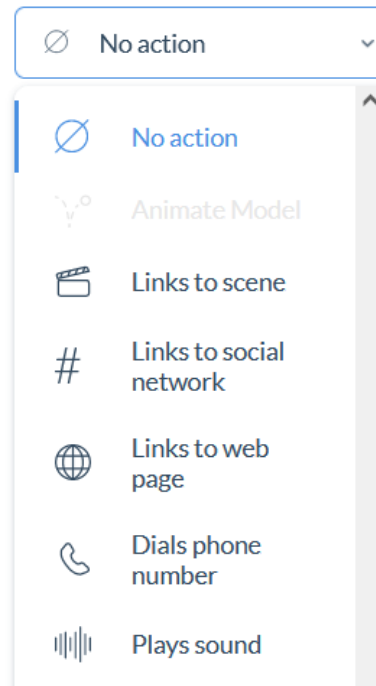 No action
No action
Animate Model
Links to scene
Links to social
network
Links to web
page
Dials phone
number
Plays sound